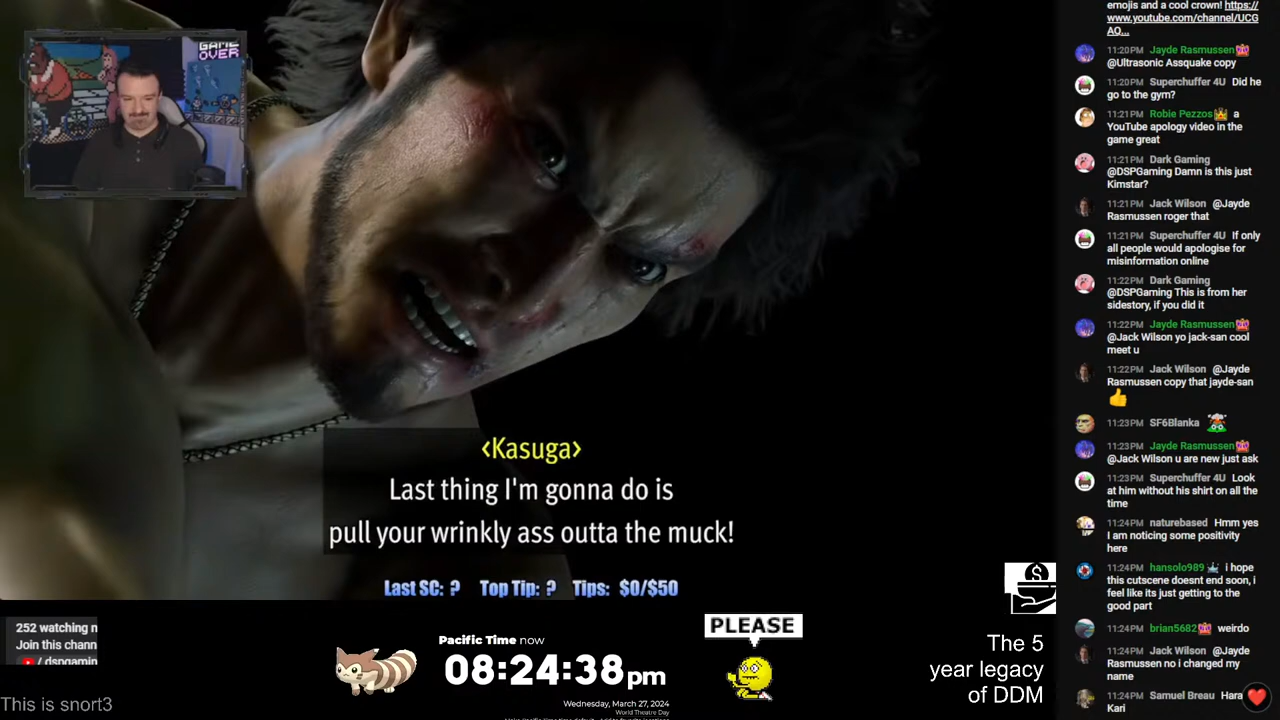 GAME
OVER
<Kasuga>
Last thing I'm gonna do is
pull your wrinkly ass outta the muck!
Last SC: ? Top Tip: ? Tips: $0/$50
252 watching n
Join this chann
/ dspgamin
This is snort3
Pacific Time now
08:24:38pm
Wednesday, March 27, 2024
World Theatre Day
PLEASE
The 5
year legacy
of DDM
emojis and a cool crown! https://
www.youtube.com/channel/UCG
AO...
11:20PM Jayde Rasmussen
@Ultrasonic Assquake copy
11:20PM Superchuffer 4U Did he
go to the gym?
11:21PM Robie Pezzos a
YouTube apology video in the
game great
11:21PM Dark Gaming
@DSPGaming Damn is this just
Kimstar?
11:21PM Jack Wilson @Jayde
Rasmussen roger that
11:21PM Superchuffer 4U If only
all people would apologise for
misinformation online
11:22PM Dark Gaming
@DSPGaming This is from her
sidestory, if you did it
11:22PM Jayde Rasmussen
@Jack Wilson yo jack-san cool
meet u
11:22PM Jack Wilson @Jayde
Rasmussen copy that jayde-san
👍
11:23PM SF6Blanka
11:23PM Jayde Rasmussen
@Jack Wilson u are new just ask
11:23PM Superchuffer 4U Look
at him without his shirt on all the
time
11:24PM naturebased Hmm yes
I am noticing some positivity
here
11:24PM hansolo989 i hope
this cutscene doesnt end soon, i
feel like its just getting to the
good part
11:24PM brian5682 weirdo
11:24PM Jack Wilson @Jayde
Rasmussen no i changed my
name
11:24PM Samuel Breau Hara
Kari